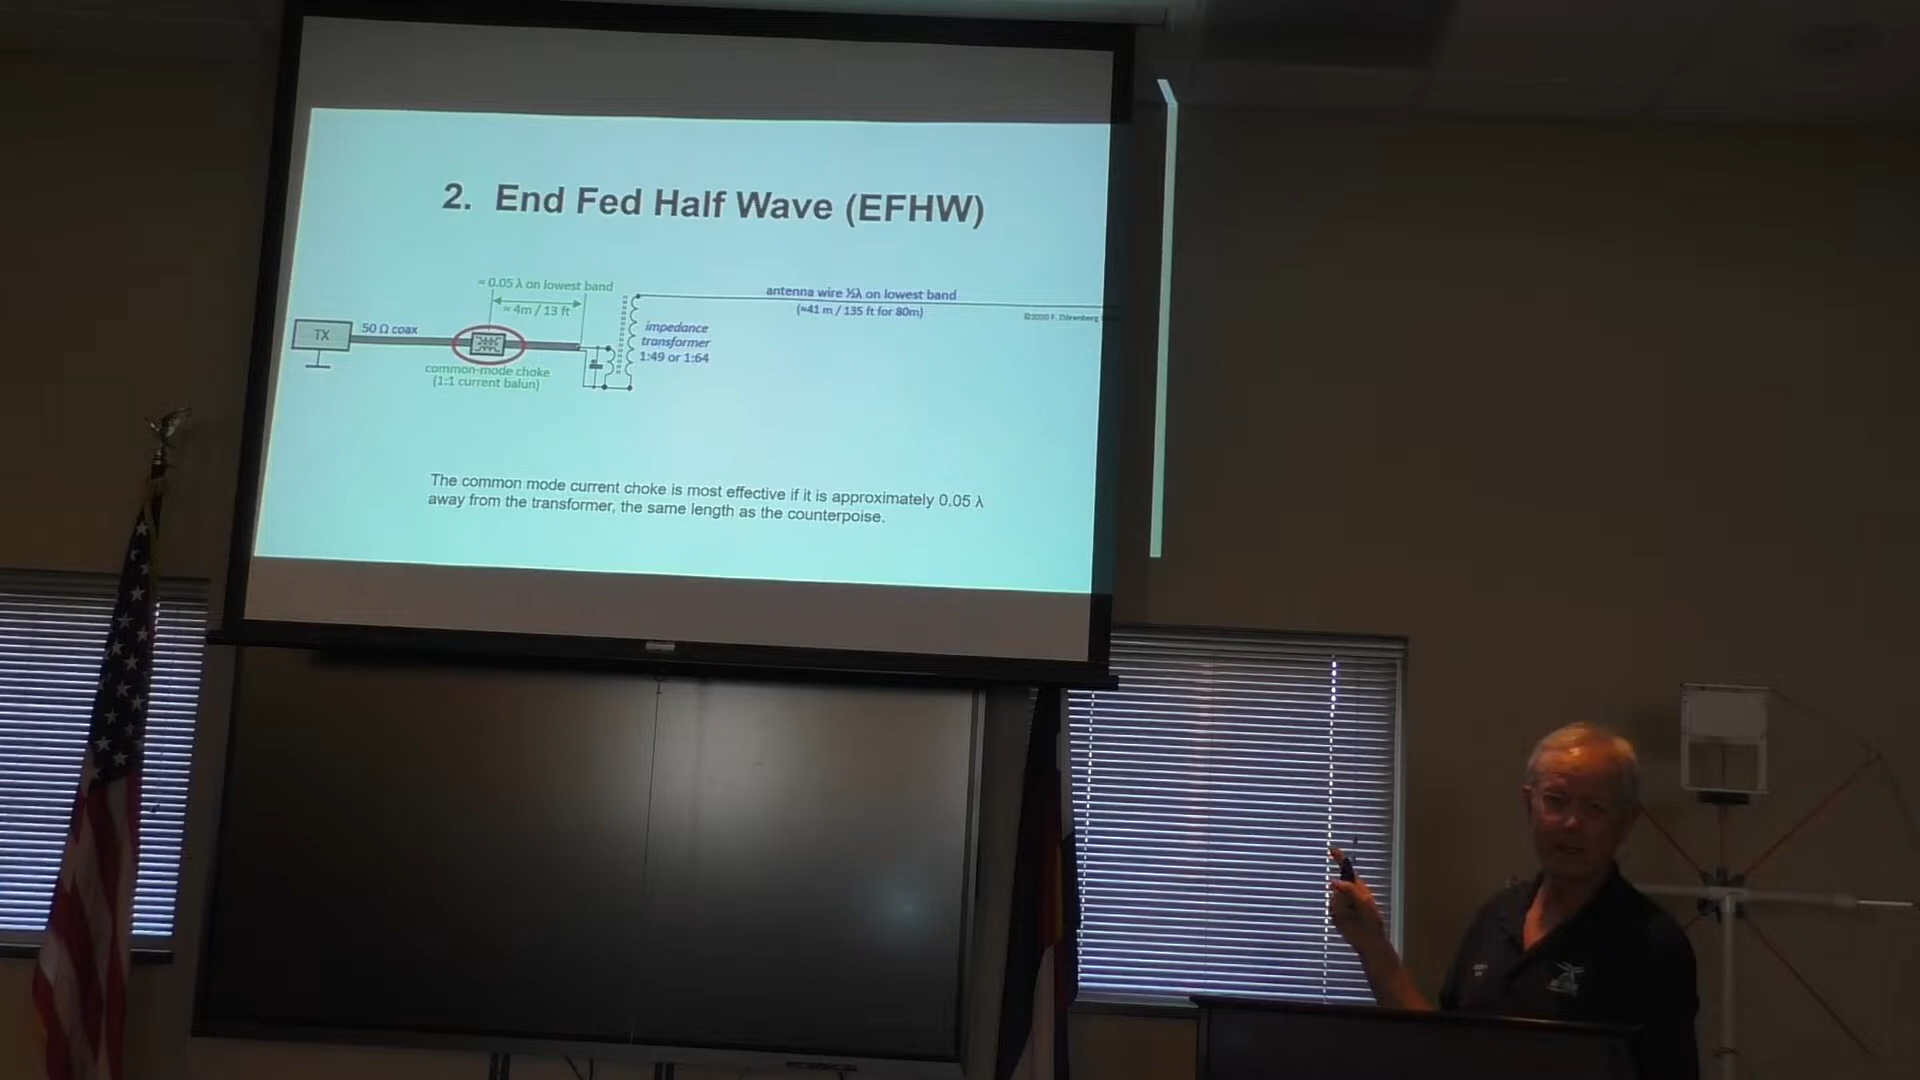 2. End Fed Half Wave (EFHW)
≈ 0.05 λ on lowest band
≈ 4m / 13 ft
TX
50 Ω coax
common-mode choke
(1:1 current balun)
impedance
transformer
1:49 or 1:64
antenna wire ½λ on lowest band
(≈41 m / 135 ft for 80m)
©2020 F. Dörenberg
The common mode current choke is most effective if it is approximately 0.05 λ
away from the transformer, the same length as the counterpoise.